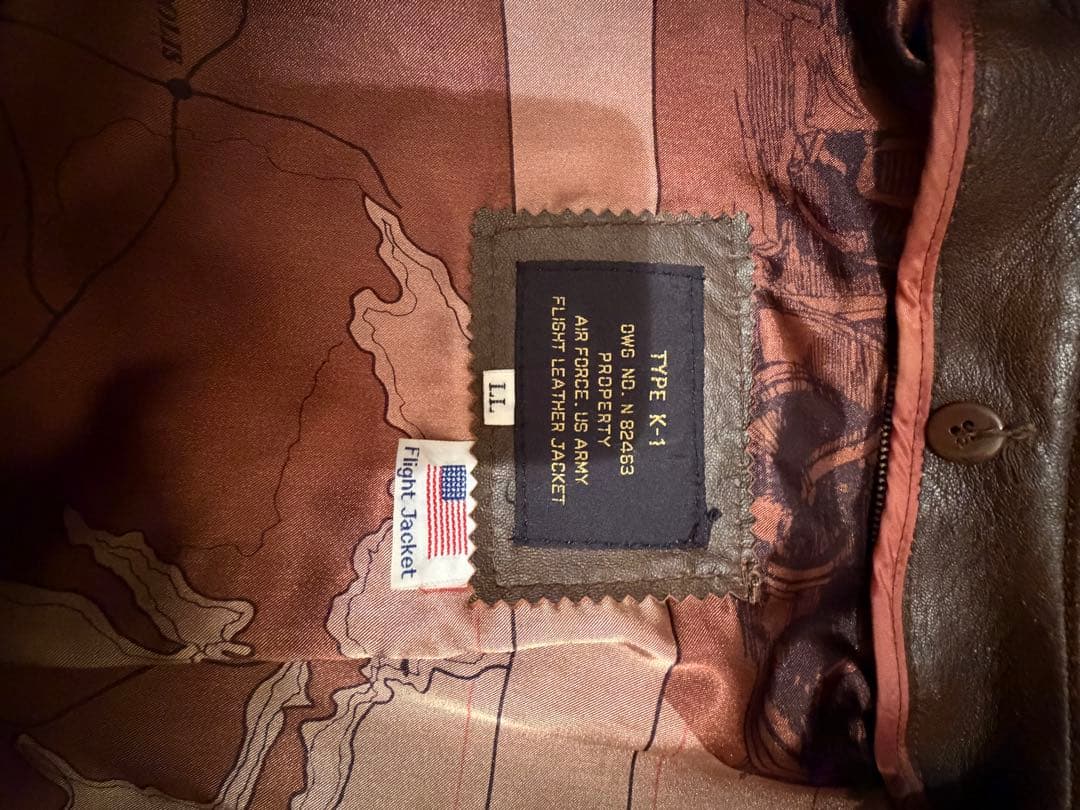 TYPE K-1
DWG NO. N 82463
PROPERTY
AIR FORCE. US ARMY
FLIGHT LEATHER JACKET
LL
Flight Jacket